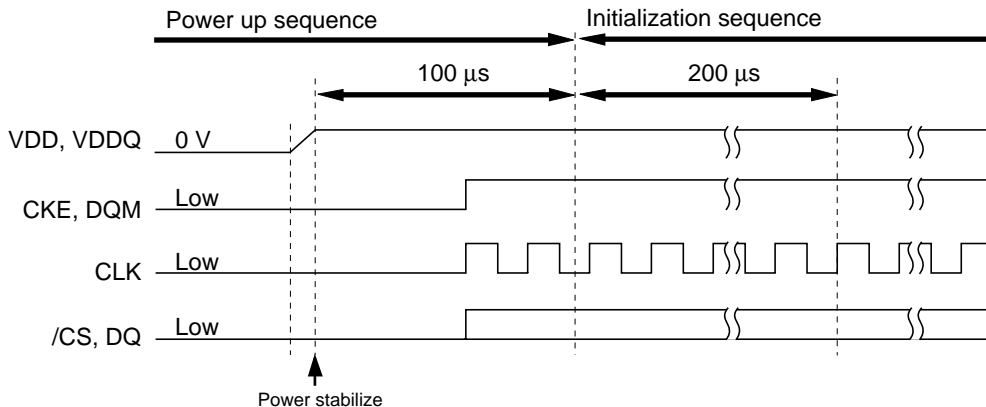 Power up sequence
Initialization sequence
100 μs
200 μs
VDD, VDDQ
0 V
CKE, DQM
Low
CLK
Low
/CS, DQ
Low
Power stabilize